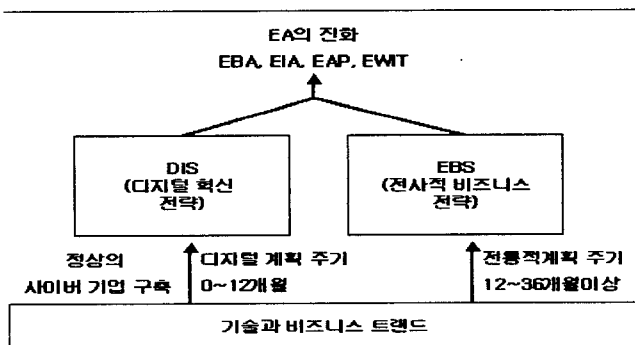 EA의 진화
EBA, EIA, EAP, EWIT
DIS
(디지털 혁신
전략)
EBS
(전사적 비즈니스
전략)
정상의
사이버 기업 구축
디지털 계획 주기
0~12개월
전통적계획 주기
12~36개월이상
기술과 비즈니스 트랜드